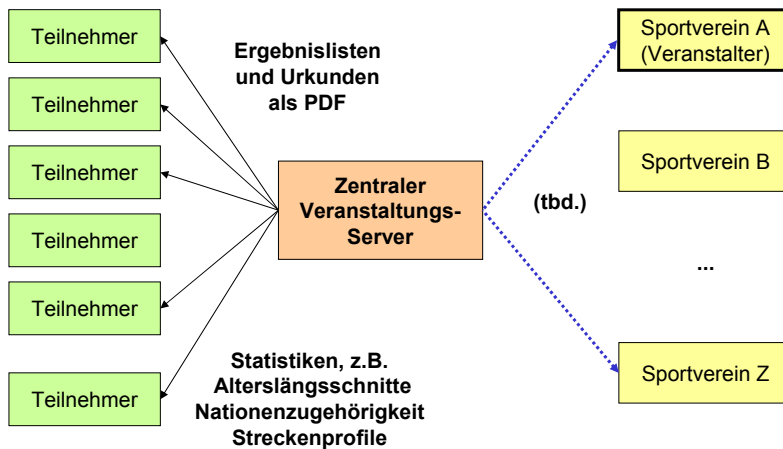 Teilnehmer
Teilnehmer
Teilnehmer
Teilnehmer
Teilnehmer
Teilnehmer
Ergebnislisten
und Urkunden
als PDF
Zentraler
Veranstaltungs-
Server
Statistiken, z.B.
Alterslängsschnitte
Nationenzugehörigkeit
Streckenprofile
(tbd.)
Sportverein A
(Veranstalter)
Sportverein B
...
Sportverein Z